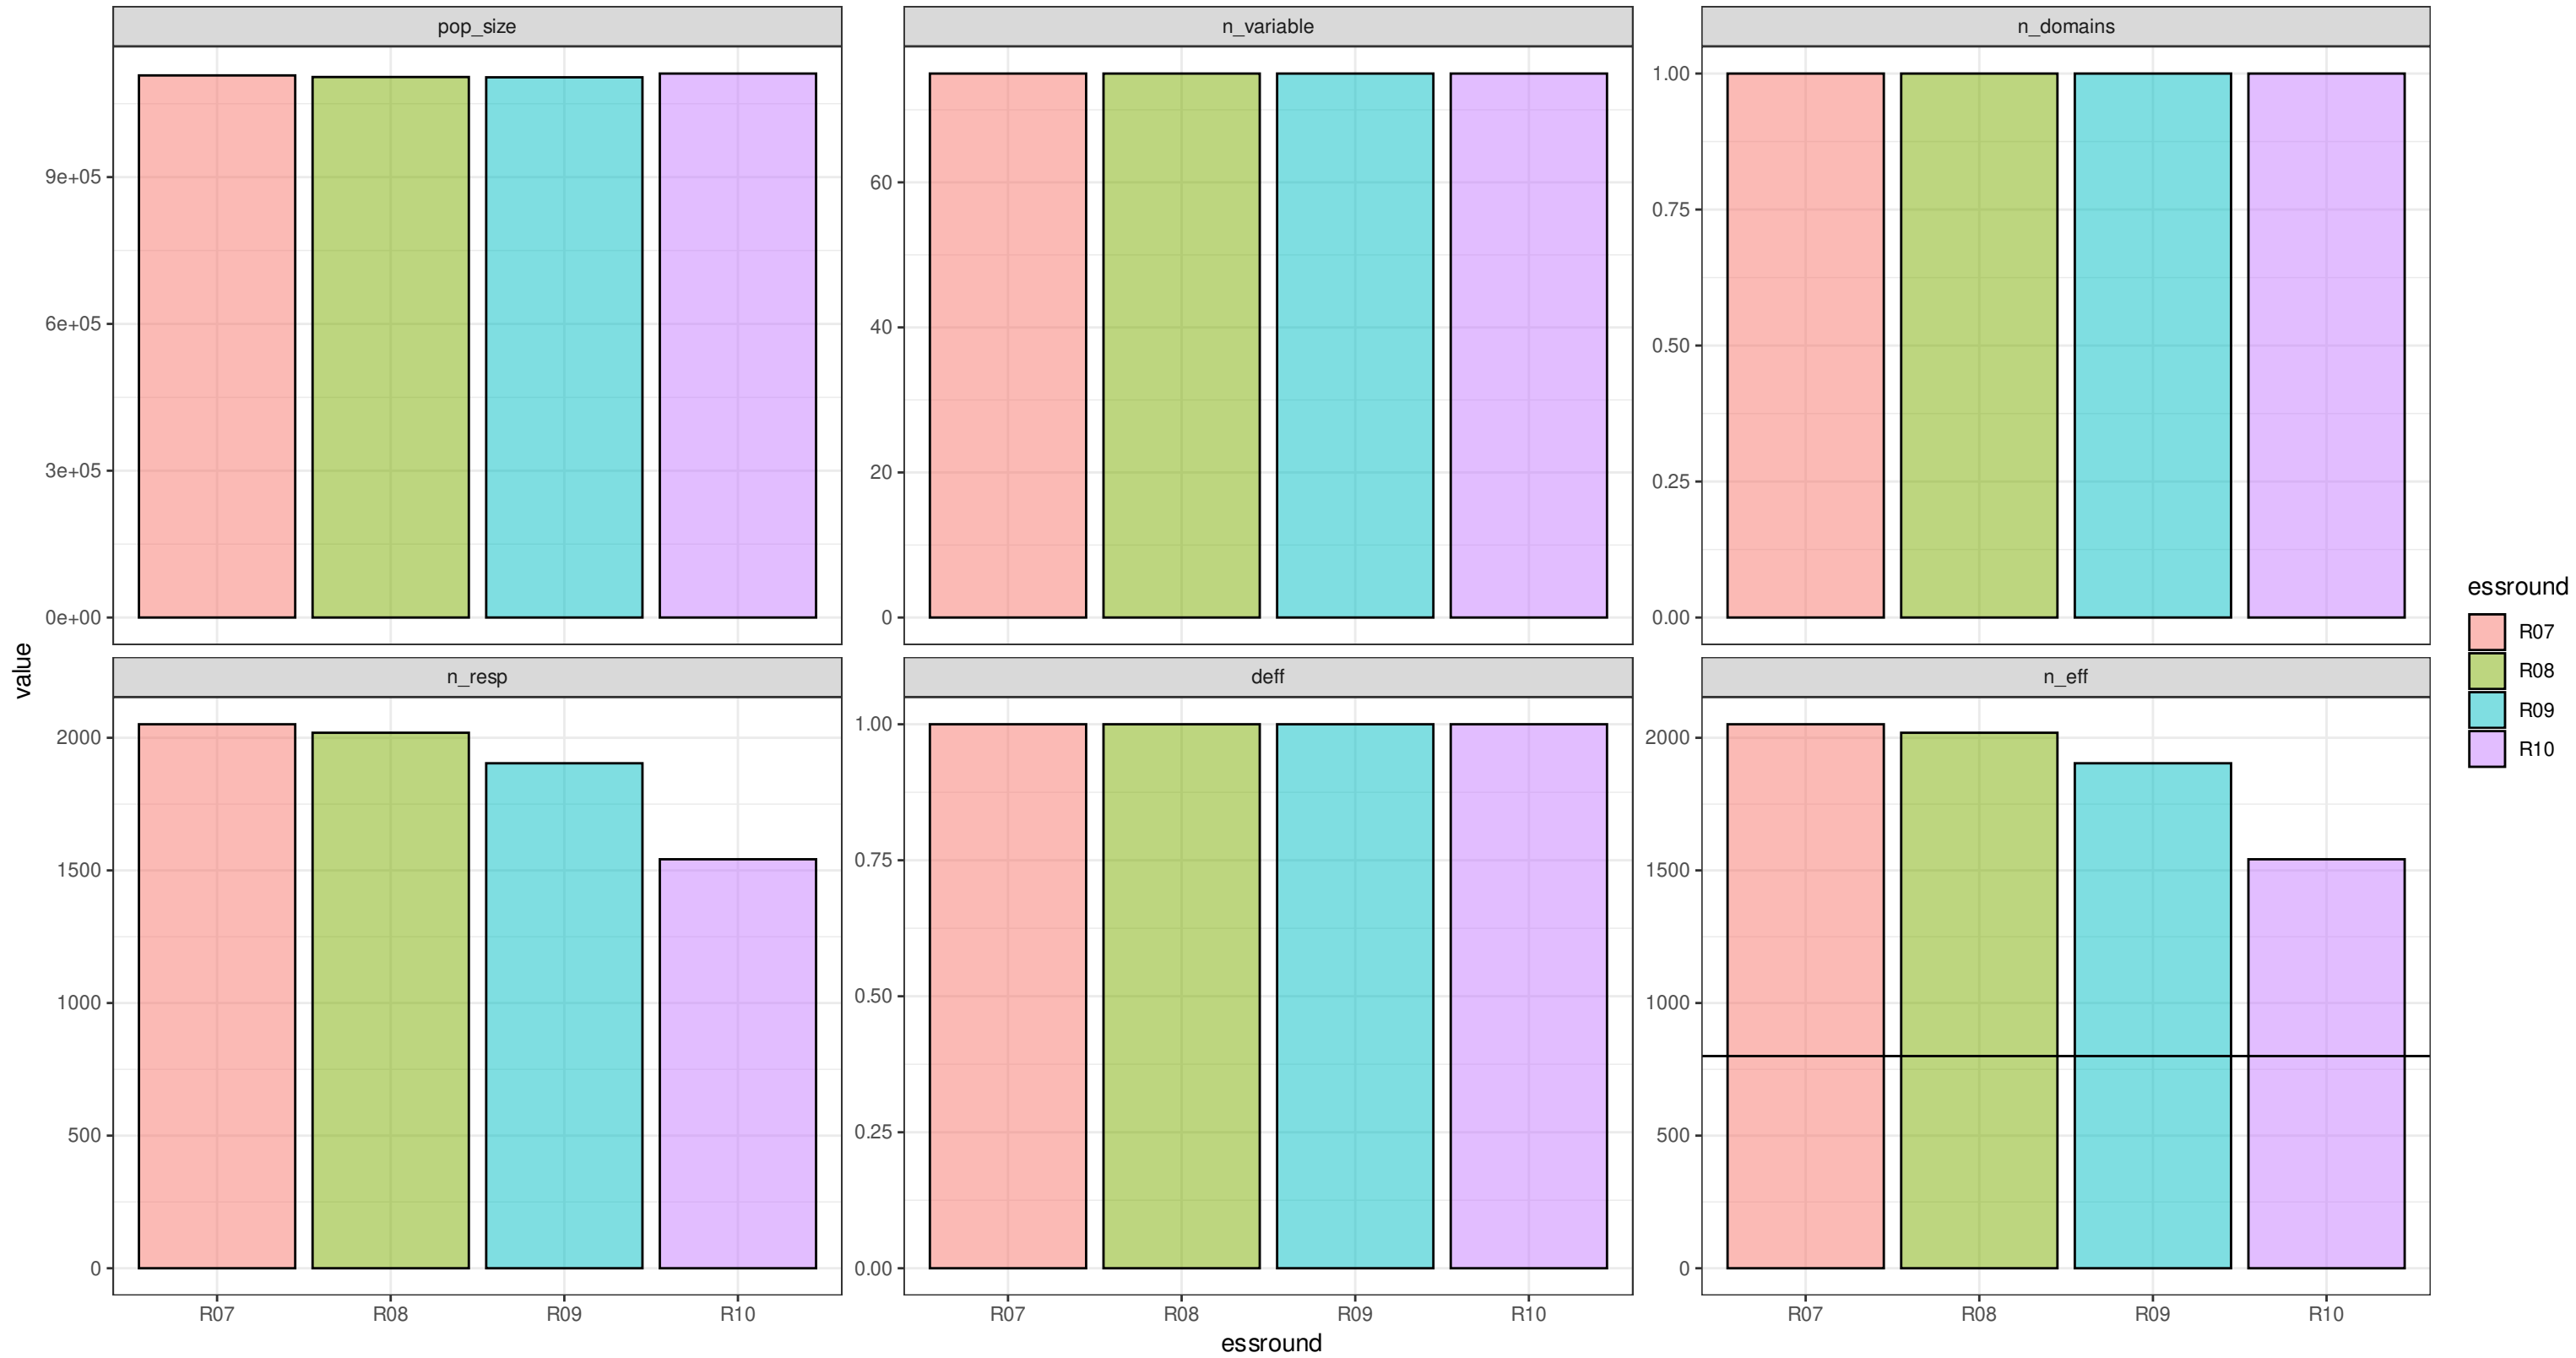 pop_size
n_variable
n_domains
9e+05
6e+05
3e+05
0e+00
60
40
20
0
1.00
0.75
0.50
0.25
0.00
value
n_resp
deff
n_eff
2000
1500
1000
500
0
1.00
0.75
0.50
0.25
0.00
2000
1500
1000
500
0
R07 R08 R09 R10
R07 R08 R09 R10
R07 R08 R09 R10
essround
essround
R07
R08
R09
R10